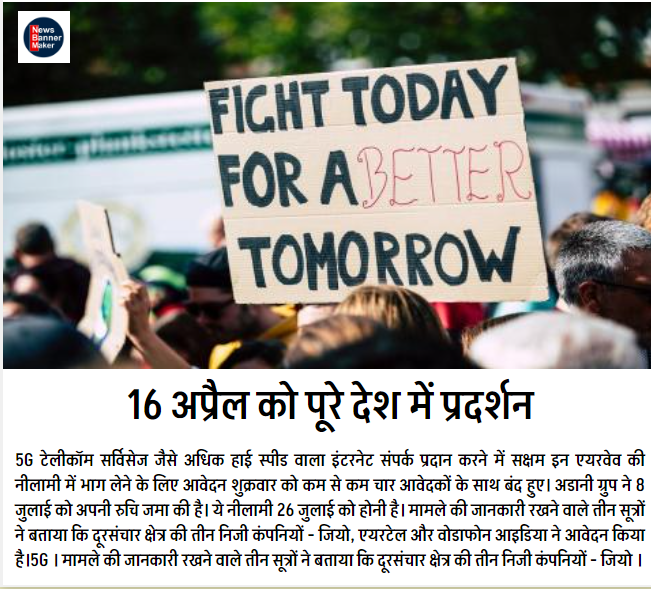 News
Banner
Maker
FIGHT TODAY
FOR A BETTER
TOMORROW
16 अप्रैल को पूरे देश में प्रदर्शन
5G टेलीकॉम सर्विसेज जैसे अधिक हाई स्पीड वाला इंटरनेट संपर्क प्रदान करने में सक्षम इन एयरवेव की
नीलामी में भाग लेने के लिए आवेदन शुक्रवार को कम से कम चार आवेदकों के साथ बंद हुए। अडानी ग्रुप ने 8
जुलाई को अपनी रुचि जमा की है। ये नीलामी 26 जुलाई को होनी है। मामले की जानकारी रखने वाले तीन सूत्रों
ने बताया कि दूरसंचार क्षेत्र की तीन निजी कंपनियों - जियो, एयरटेल और वोडाफोन आइडिया ने आवेदन किया
है।5G । मामले की जानकारी रखने वाले तीन सूत्रों ने बताया कि दूरसंचार क्षेत्र की तीन निजी कंपनियों - जियो ।